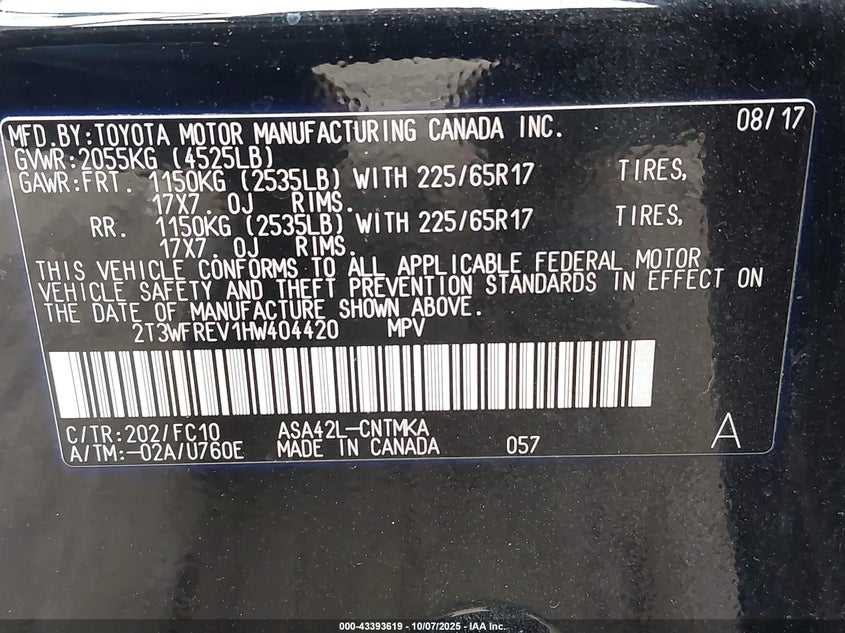 MFD.BY:TOYOTA MOTOR MANUFACTURING CANADA INC. 08/17
GVWR:2055KG (4525LB)
GAWR:FRT. 1150KG (2535LB) WITH 225/65R17 TIRES,
17X7.0J RIMS.
RR. 1150KG (2535LB) WITH 225/65R17 TIRES,
17X7.0J RIMS.
THIS VEHICLE CONFORMS TO ALL APPLICABLE FEDERAL MOTOR
VEHICLE SAFETY AND THEFT PREVENTION STANDARDS IN EFFECT ON
THE DATE OF MANUFACTURE SHOWN ABOVE.
2T3WFREV1HW404420 MPV
C/TR:202/FC10 ASA42L-CNTMKA
A/TM:-02A/U760E MADE IN CANADA 057 A
000-43393619 - 10/07/2025 - IAA Inc.